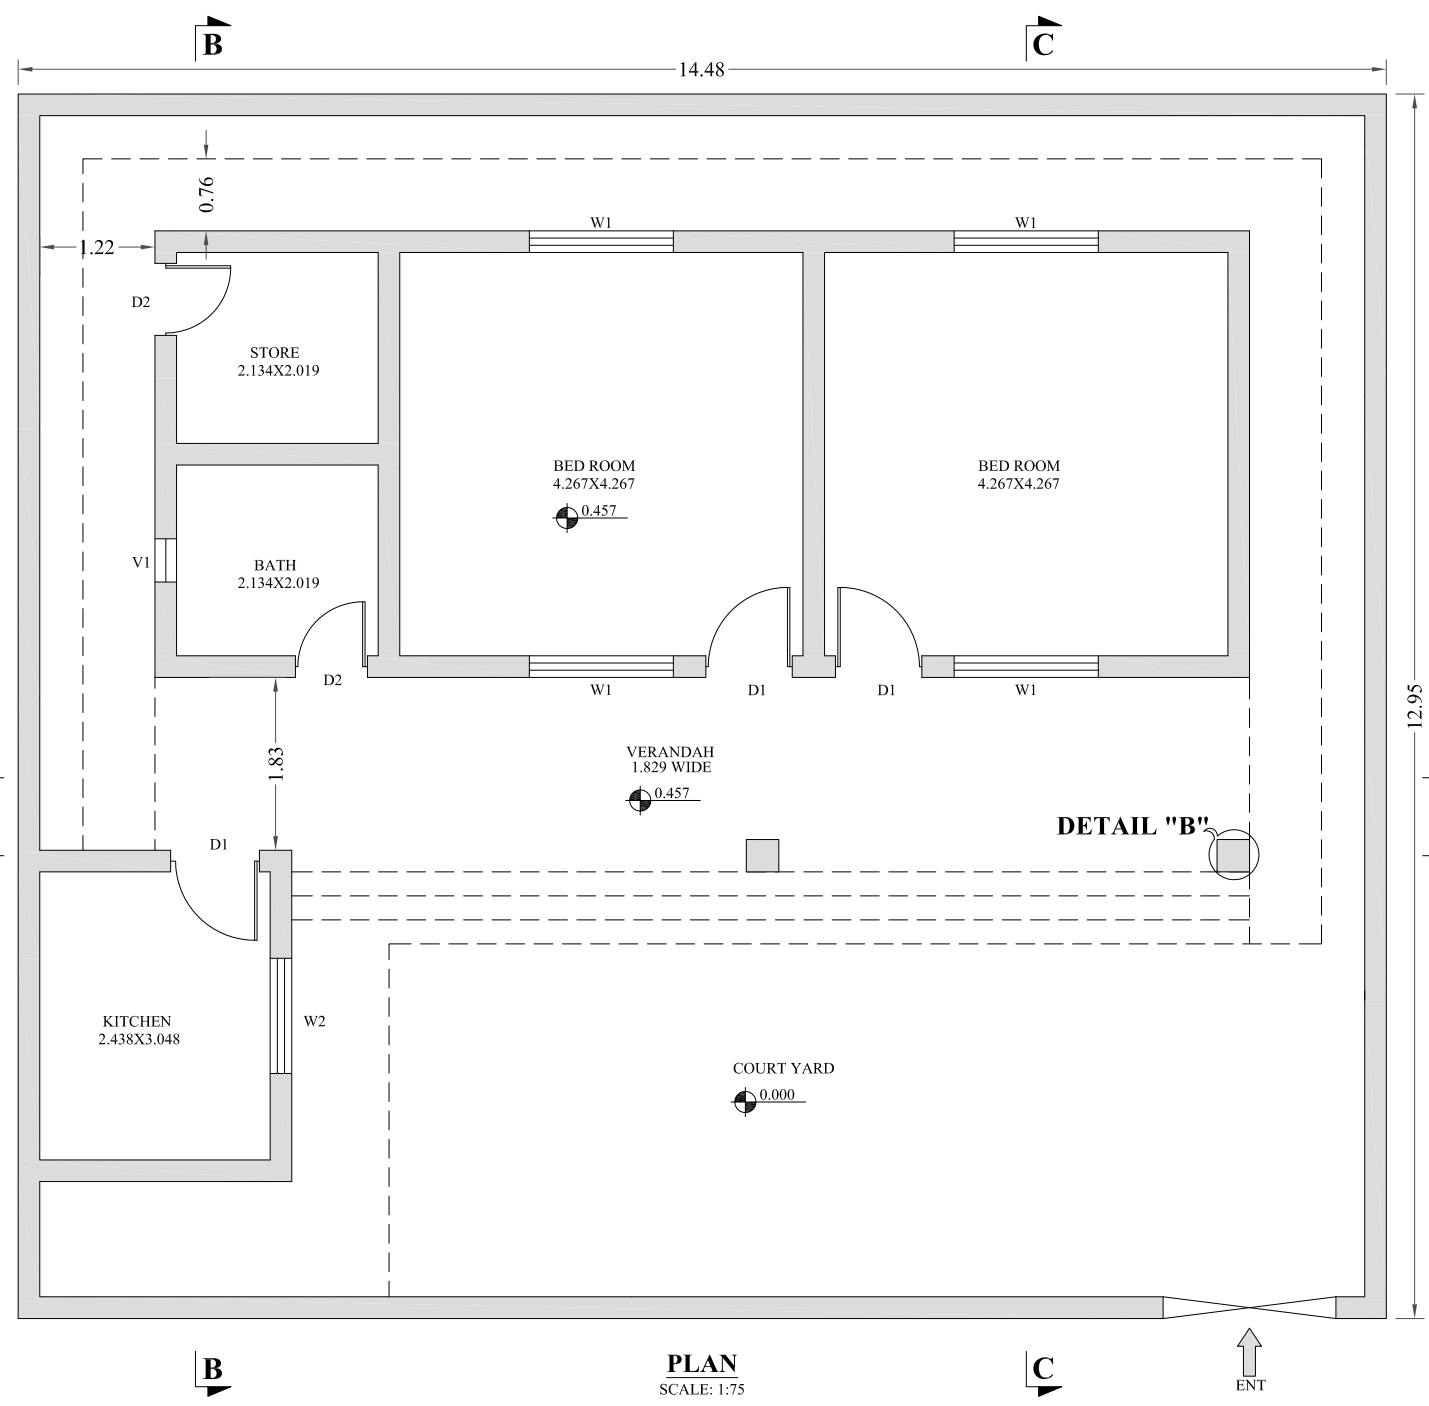 B
C
14.48
0.76
1.22
W1
W1
D2
STORE
2.134X2.019
BED ROOM
4.267X4.267
0.457
BED ROOM
4.267X4.267
V1
BATH
2.134X2.019
D2
W1
D1
D1
W1
12.95
1.83
VERANDAH
1.829 WIDE
0.457
DETAIL "B"
D1
KITCHEN
2.438X3.048
W2
COURT YARD
0.000
B
PLAN
SCALE: 1:75
C
ENT